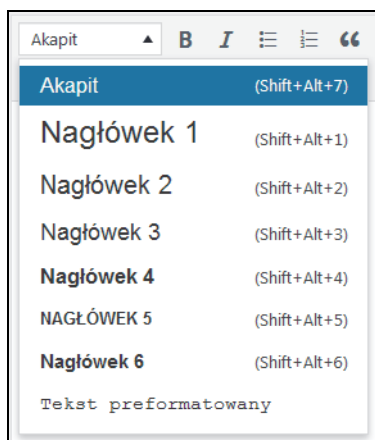 Akapit B I
Akapit (Shift+Alt+7)
Nagłówek 1 (Shift+Alt+1)
Nagłówek 2 (Shift+Alt+2)
Nagłówek 3 (Shift+Alt+3)
Nagłówek 4 (Shift+Alt+4)
NAGŁÓWEK 5 (Shift+Alt+5)
Nagłówek 6 (Shift+Alt+6)
Tekst preformatowany